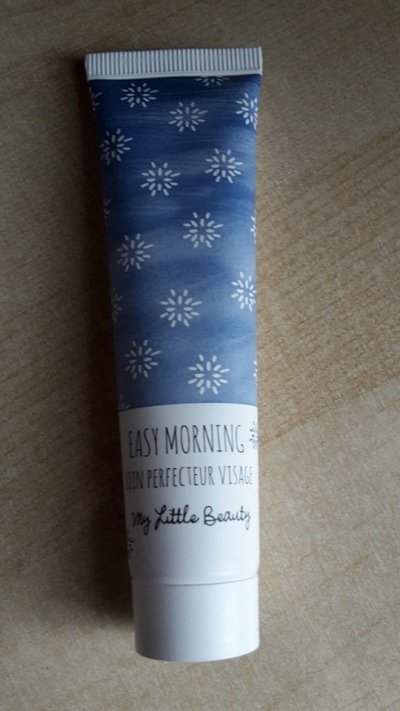 EASY MORNING
SOIN PERFECTEUR VISAGE
My Little Beauty